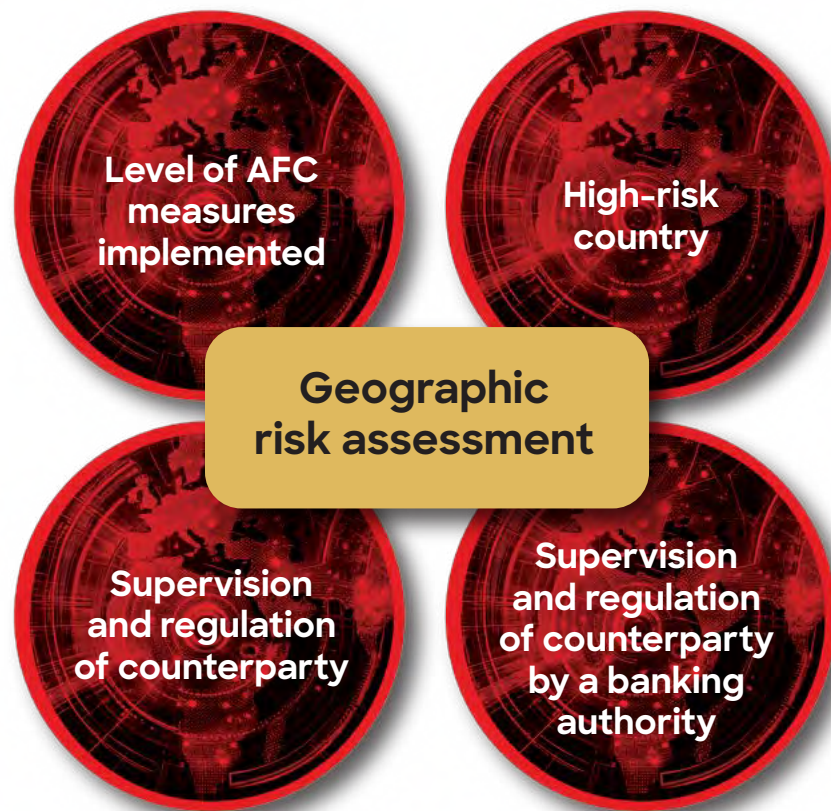 Level of AFC
measures
implemented
High-risk
country
Geographic
risk assessment
Supervision
and regulation
of counterparty
Supervision
and regulation
of counterparty
by a banking
authority